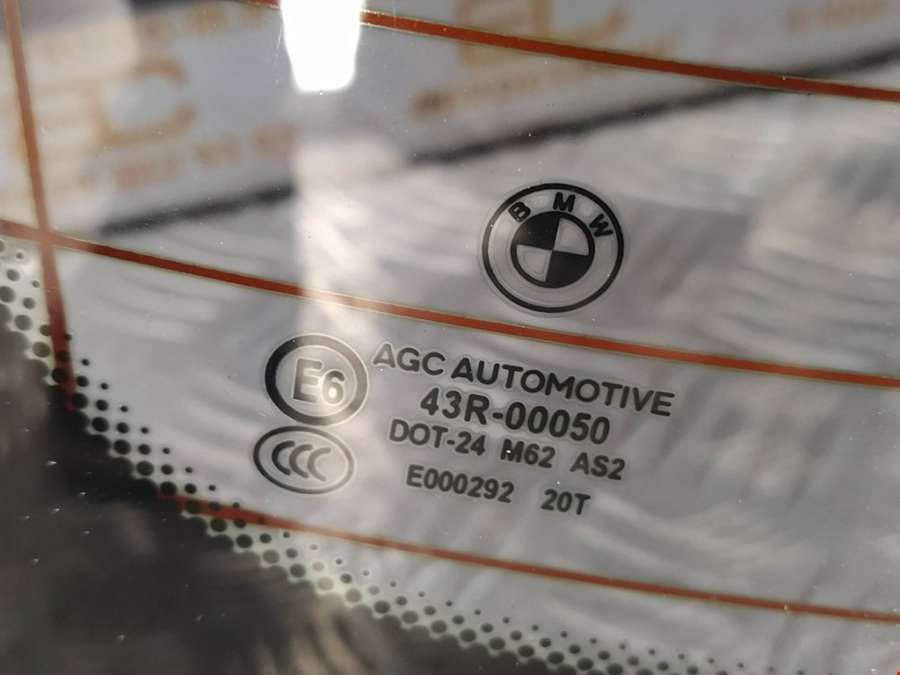 BMW
E6
AGC AUTOMOTIVE
43R-00050
CCC
DOT-24 M62 AS2
E000292 20T